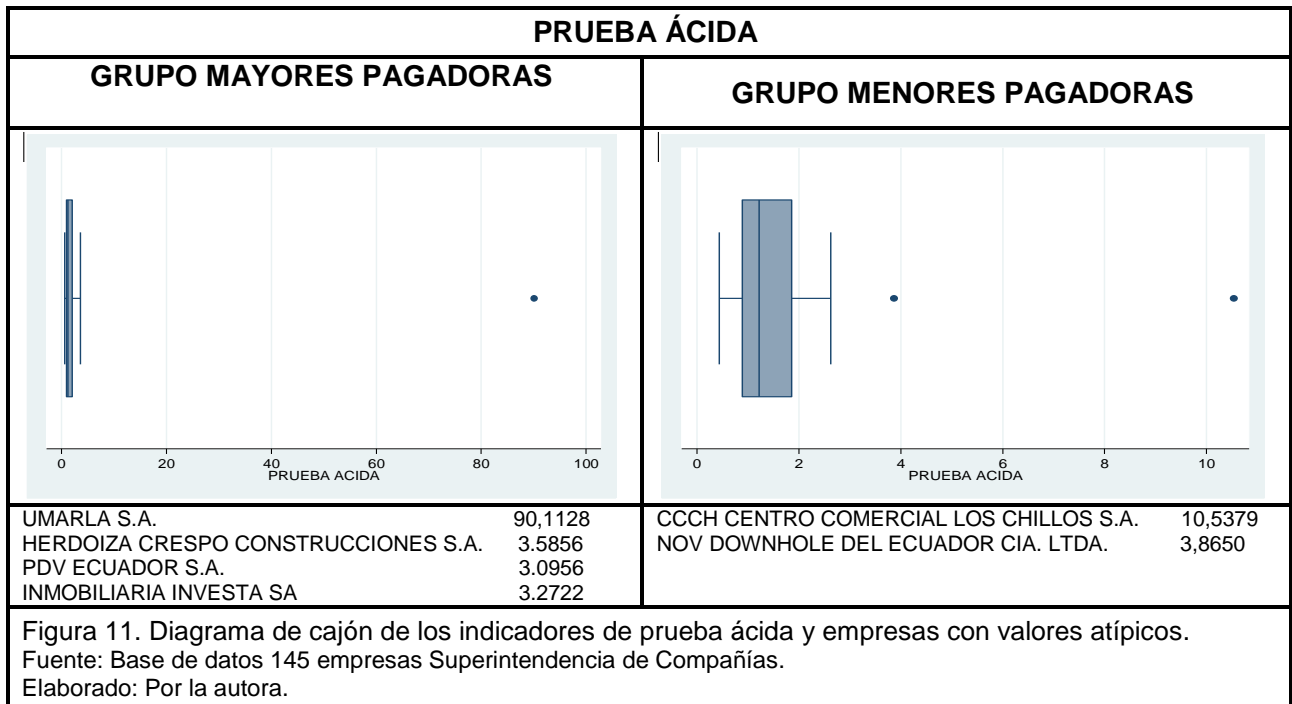 PRUEBA ÁCIDA
GRUPO MAYORES PAGADORAS
GRUPO MENORES PAGADORAS
0 20 40 60 80 100
PRUEBA ACIDA
0 2 4 6 8 10
PRUEBA ACIDA
UMARLA S.A. 90,1128
HERDOIZA CRESPO CONSTRUCCIONES S.A. 3.5856
PDV ECUADOR S.A. 3.0956
INMOBILIARIA INVESTA SA 3.2722
CCCH CENTRO COMERCIAL LOS CHILLOS S.A. 10,5379
NOV DOWNHOLE DEL ECUADOR CIA. LTDA. 3,8650
Figura 11. Diagrama de cajón de los indicadores de prueba ácida y empresas con valores atípicos.
Fuente: Base de datos 145 empresas Superintendencia de Compañías.
Elaborado: Por la autora.